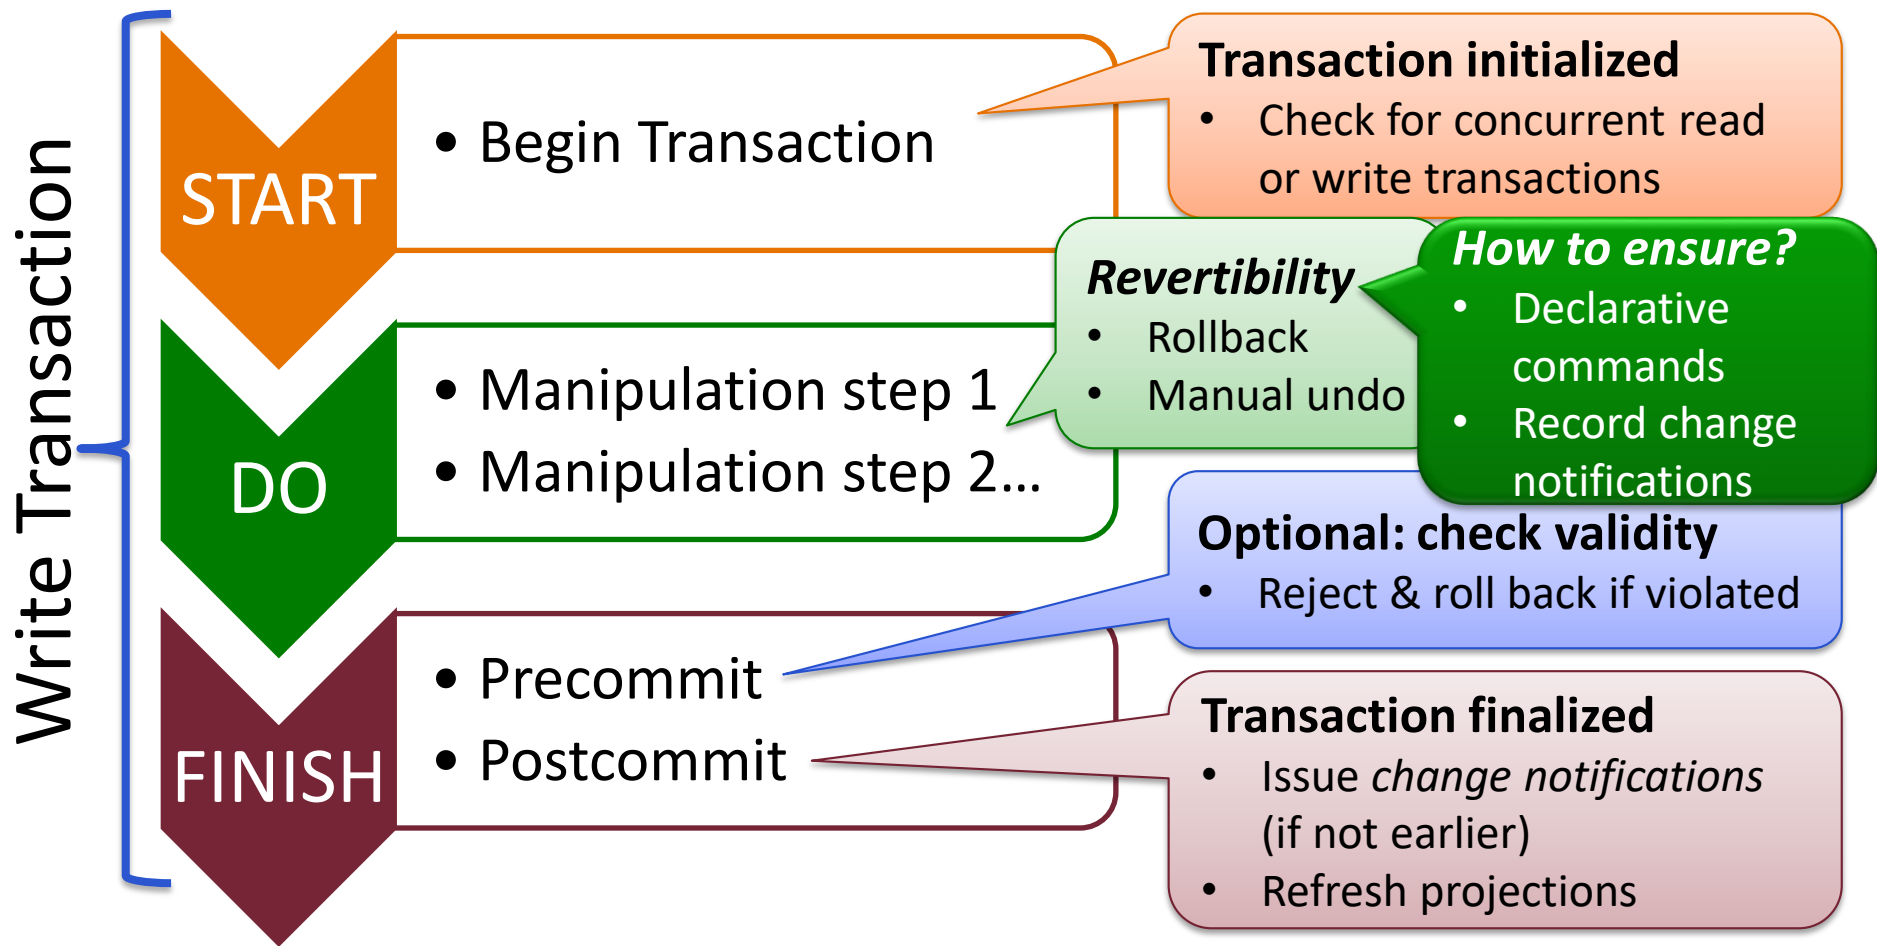 Write Transaction
START
• Begin Transaction
Transaction initialized
• Check for concurrent read
or write transactions
DO
• Manipulation step 1
• Manipulation step 2...
Revertibility
• Rollback
• Manual undo
How to ensure?
• Declarative
commands
• Record change
notifications
FINISH
• Precommit
• Postcommit
Optional: check validity
• Reject & roll back if violated
Transaction finalized
• Issue change notifications
(if not earlier)
• Refresh projections